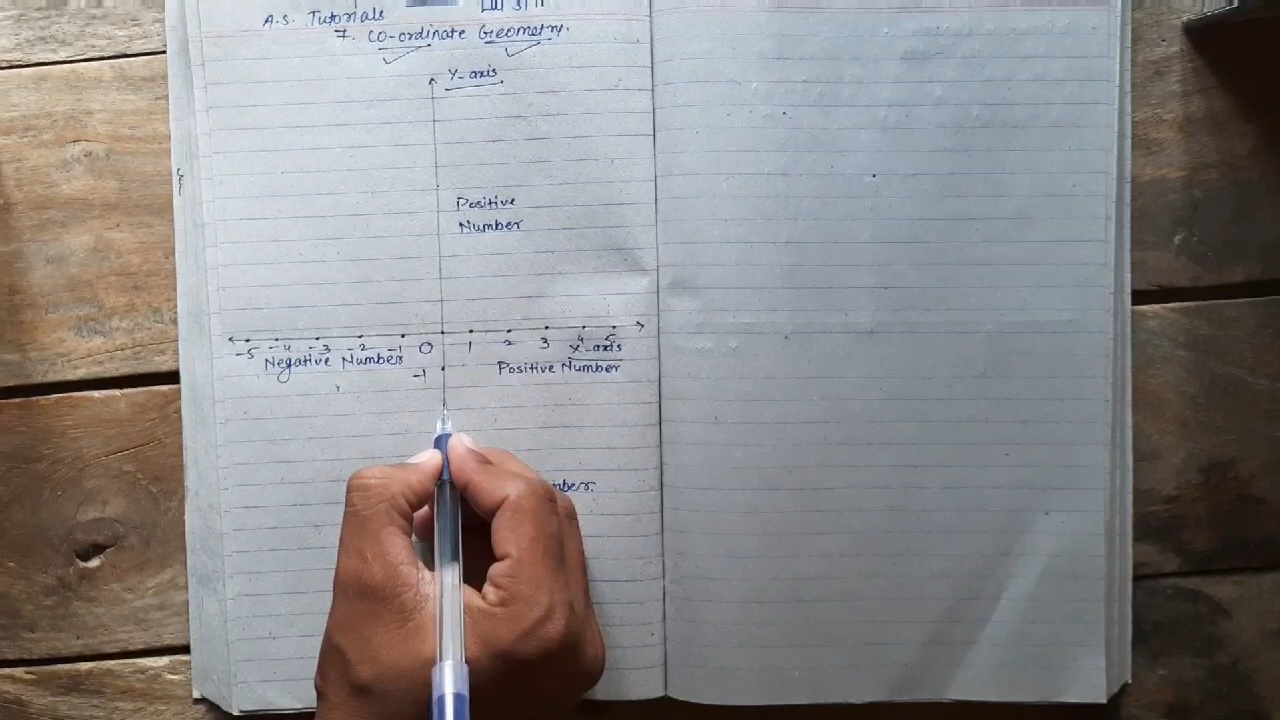 A.S. Tutorials
7. Co-ordinate Geometry.
Y-axis
Positive
Number
-5 -4 -3 -2 -1 0 1 2 3 4 5
Negative Number
X-axis
-1
Positive Number